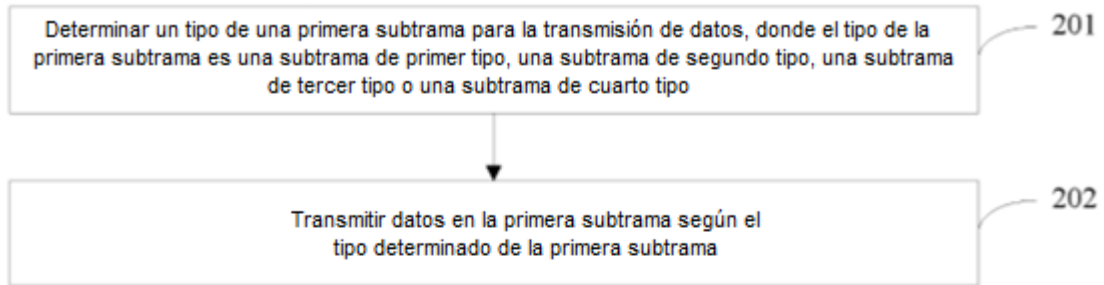 Determinar un tipo de una primera subtrama para la transmisión de datos, donde el tipo de la
primera subtrama es una subtrama de primer tipo, una subtrama de segundo tipo, una subtrama
de tercer tipo o una subtrama de cuarto tipo
201
Transmitir datos en la primera subtrama según el
tipo determinado de la primera subtrama
202